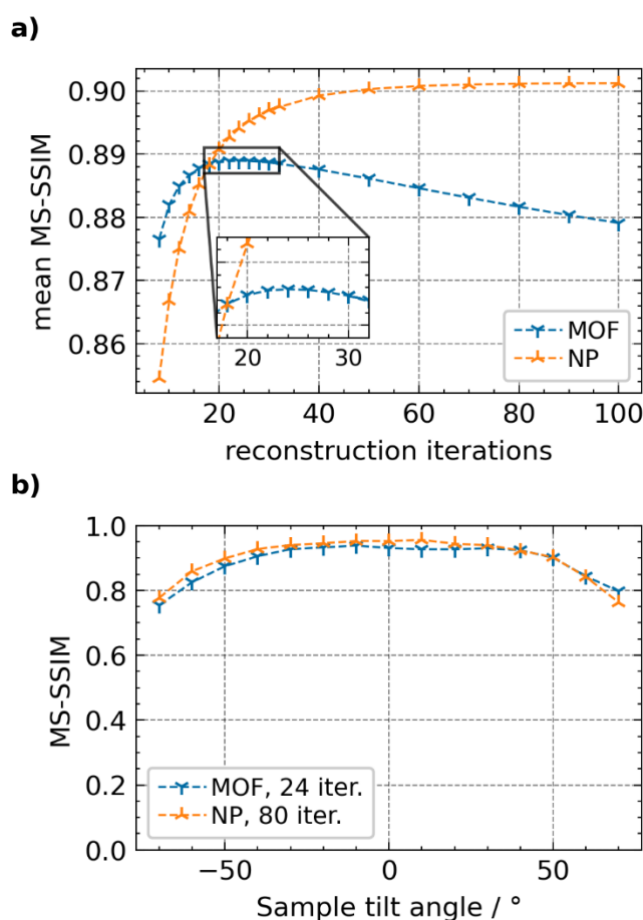 a)
mean MS-SSIM
0.90
0.89
0.88
0.87
0.86
20 30
MOF
NP
20 40 60 80 100
reconstruction iterations
b)
MS-SSIM
1.0
0.8
0.6
0.4
0.2
0.0
MOF, 24 iter.
NP, 80 iter.
−50 0 50
Sample tilt angle / °